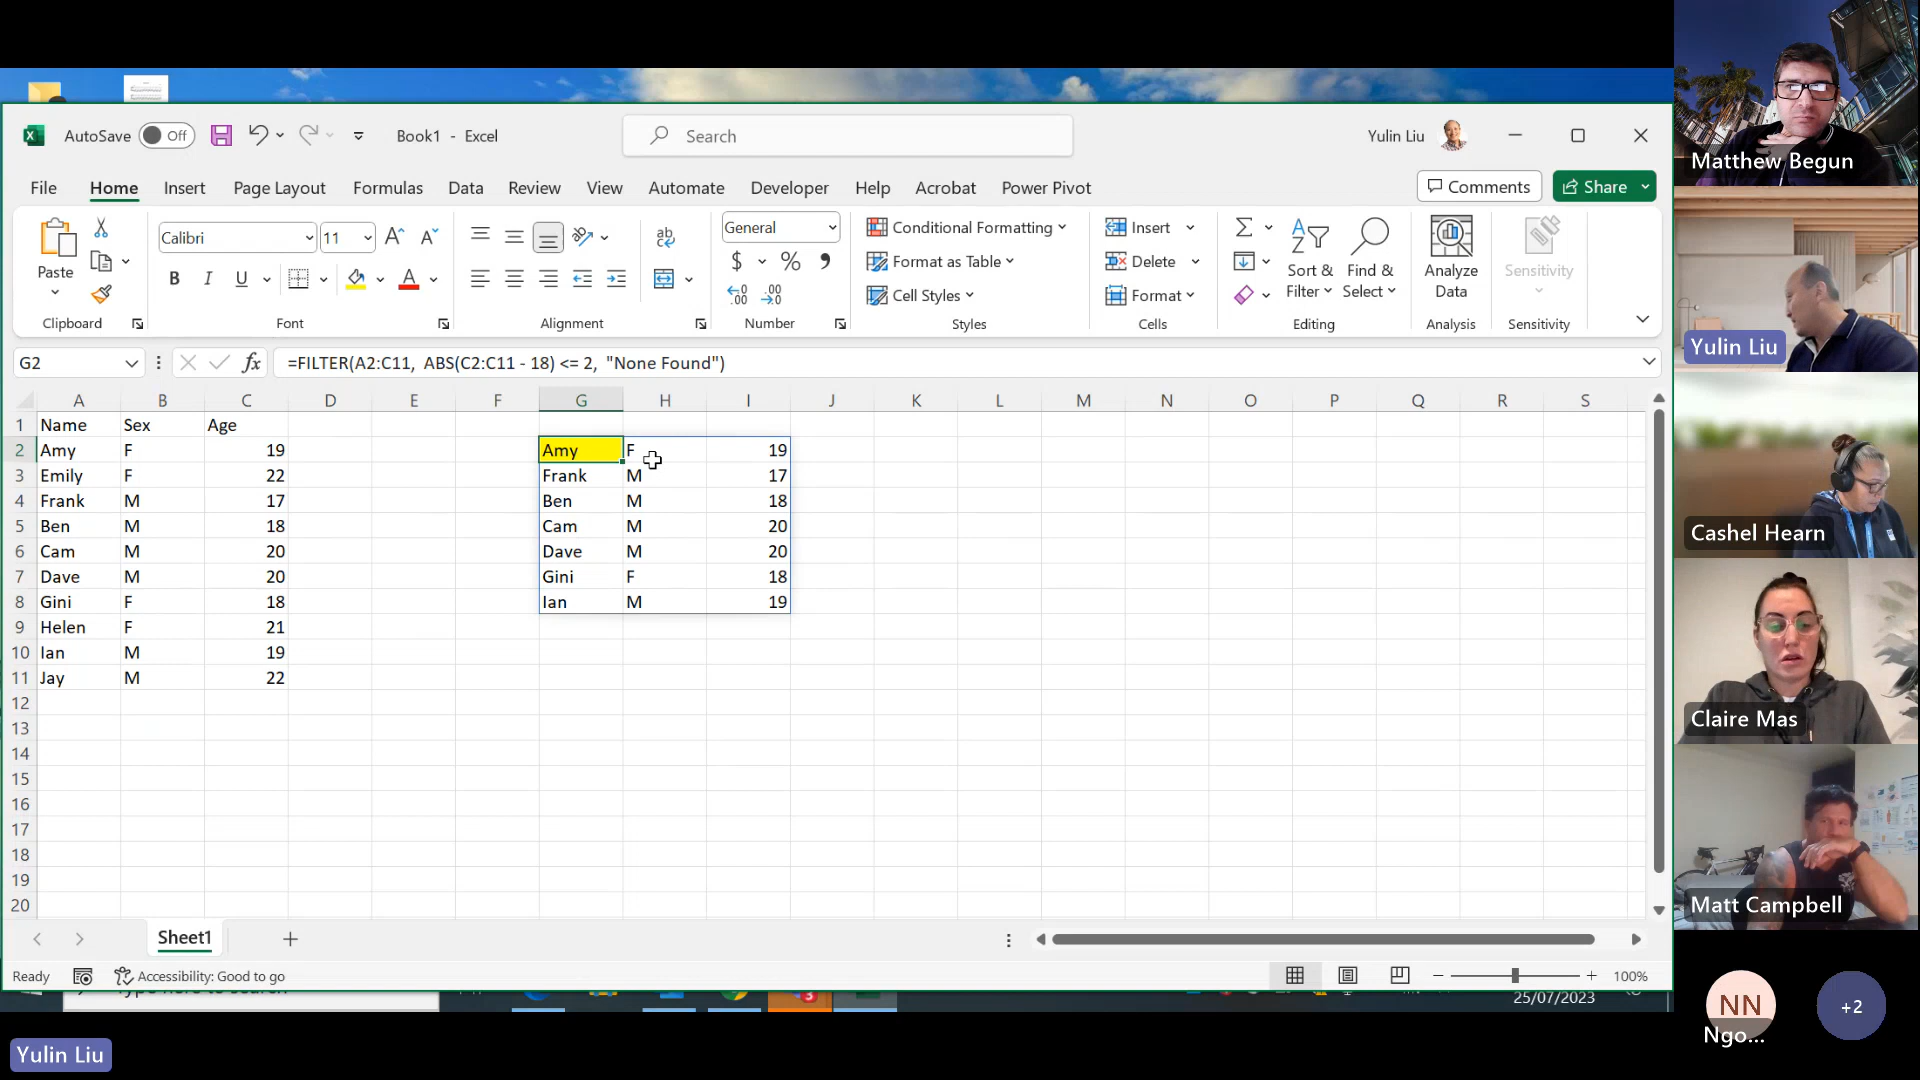 AutoSave Off Book1 - Excel Search Yulin Liu
File Home Insert Page Layout Formulas Data Review View Automate Developer Help Acrobat Power Pivot Comments Share
Calibri 11 General Conditional Formatting Insert
Paste B I U $ % Format as Table Delete Sort & Find & Analyze Sensitivity
Cell Styles Format Filter Select Data
Clipboard Font Alignment Number Styles Cells Editing Analysis Sensitivity
G2 fx =FILTER(A2:C11, ABS(C2:C11 - 18) <= 2, "None Found")
A B C D E F G H I J K L M N O P Q R S
1 Name Sex Age
2 Amy F 19 Amy F 19
3 Emily F 22 Frank M 17
4 Frank M 17 Ben M 18
5 Ben M 18 Cam M 20
6 Cam M 20 Dave M 20
7 Dave M 20 Gini F 18
8 Gini F 18 Ian M 19
9 Helen F 21
10 Ian M 19
11 Jay M 22
12
13
14
15
16
17
18
19
20
Sheet1
Ready Accessibility: Good to go 100%
25/07/2023
Yulin Liu
Matthew Begun
Yulin Liu
Cashel Hearn
Claire Mas
Matt Campbell
NN +2
Ngo...